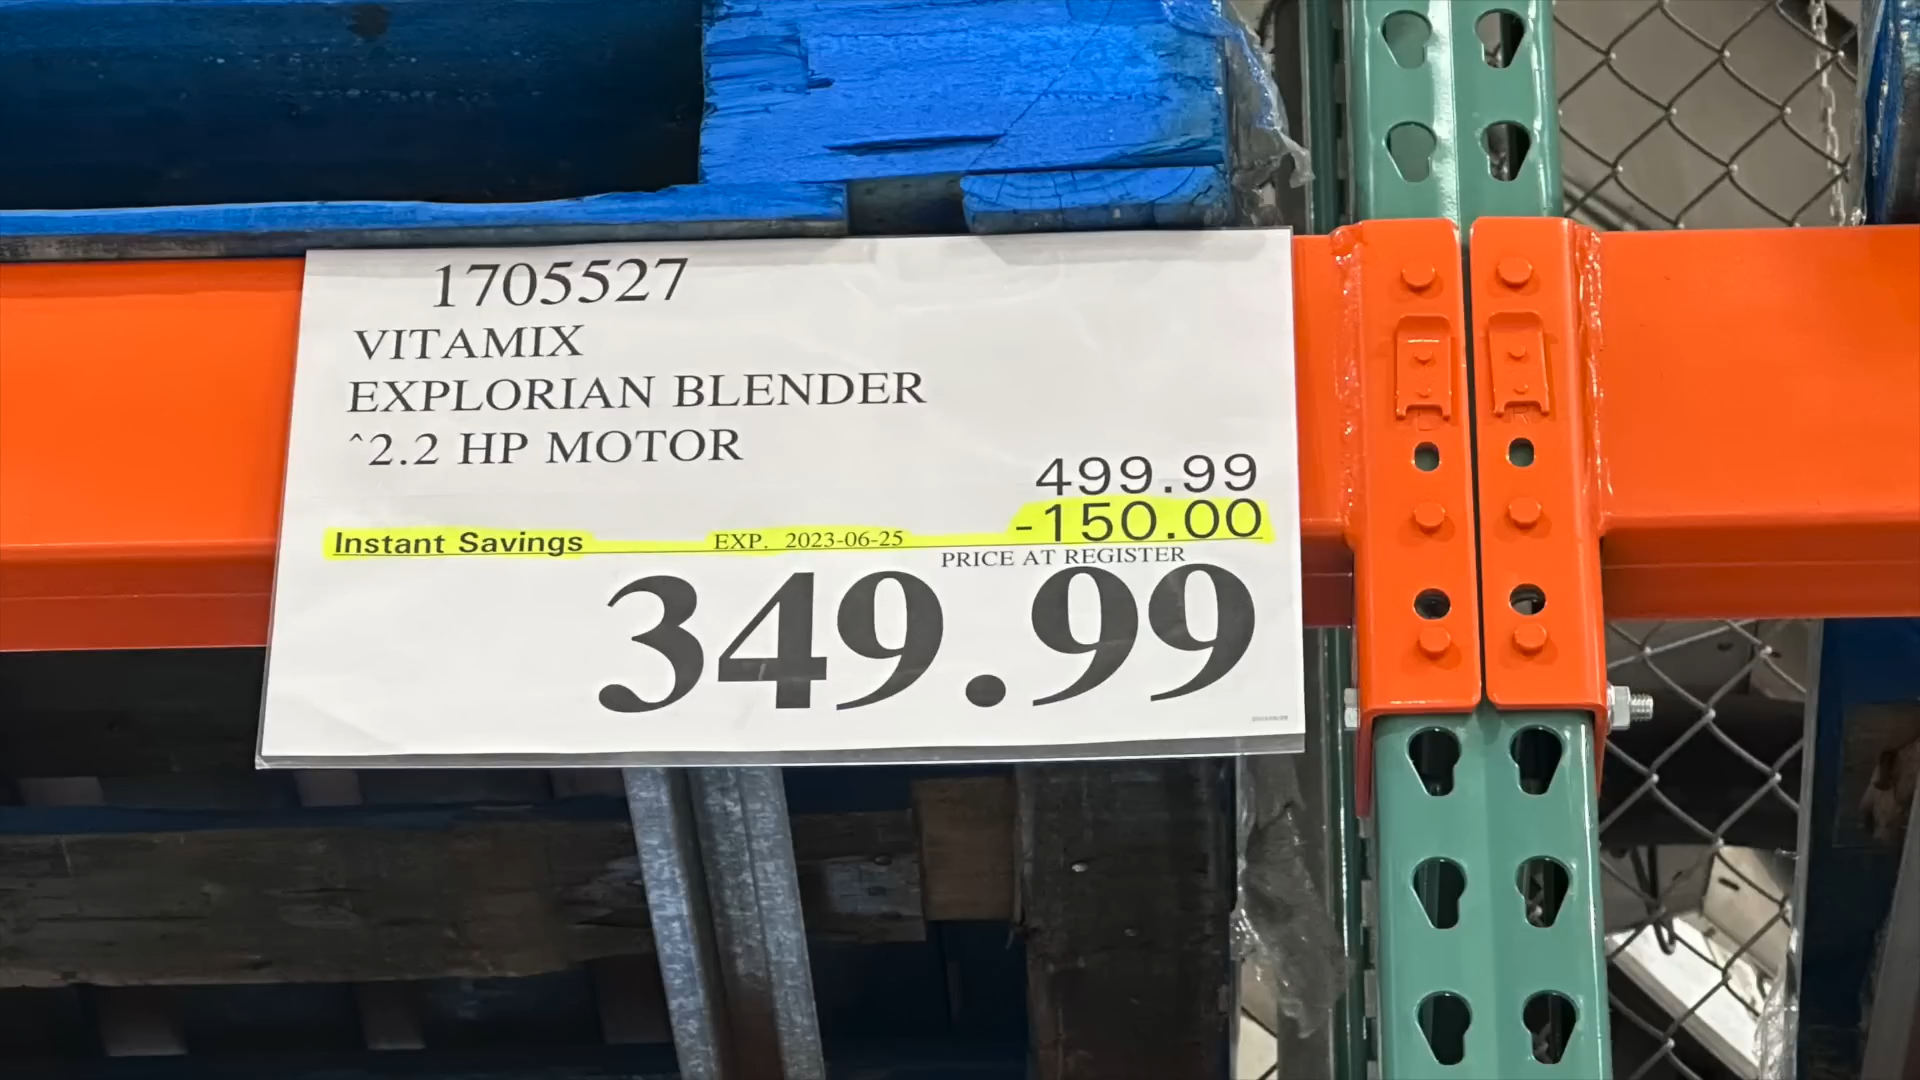 1705527
VITAMIX
EXPLORIAN BLENDER
^2.2 HP MOTOR
499.99
Instant Savings EXP. 2023-06-25 -150.00
PRICE AT REGISTER
349.99